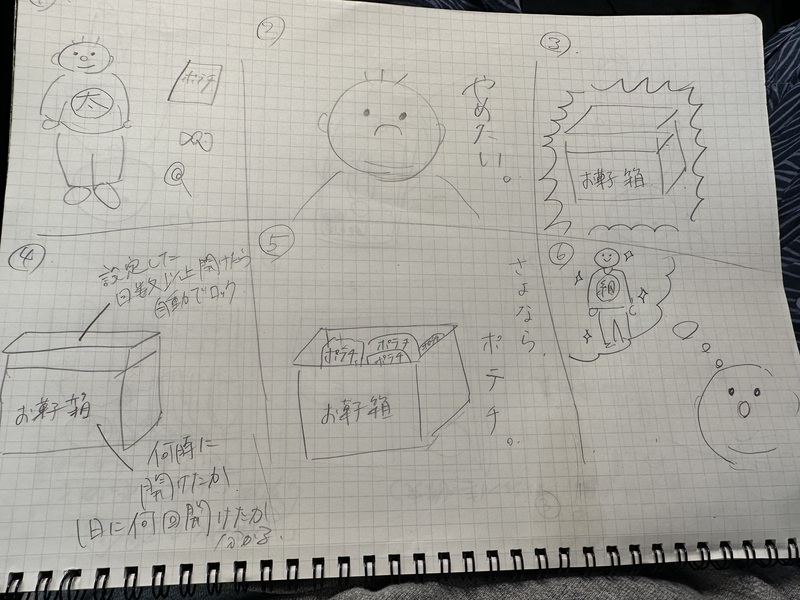 ①
太
ポテチ
②
やめたい。
③
お菓子箱
④
設定した
回数以上開けたら
自動でロック
お菓子箱
何時に
開けたか
1日に何回開けたか
分かる
⑤
さよなら、
ポテチ。
ポテチ
ポテチ
ポテチ
お菓子箱
⑥
細